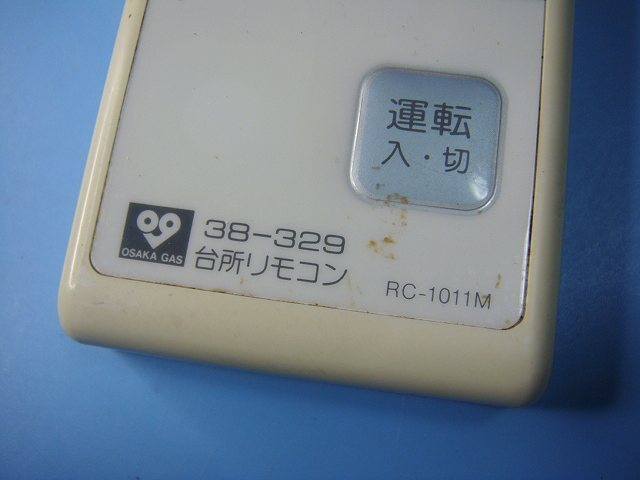 運転
入・切
38-329
OSAKA GAS
台所リモコン
RC-1011M